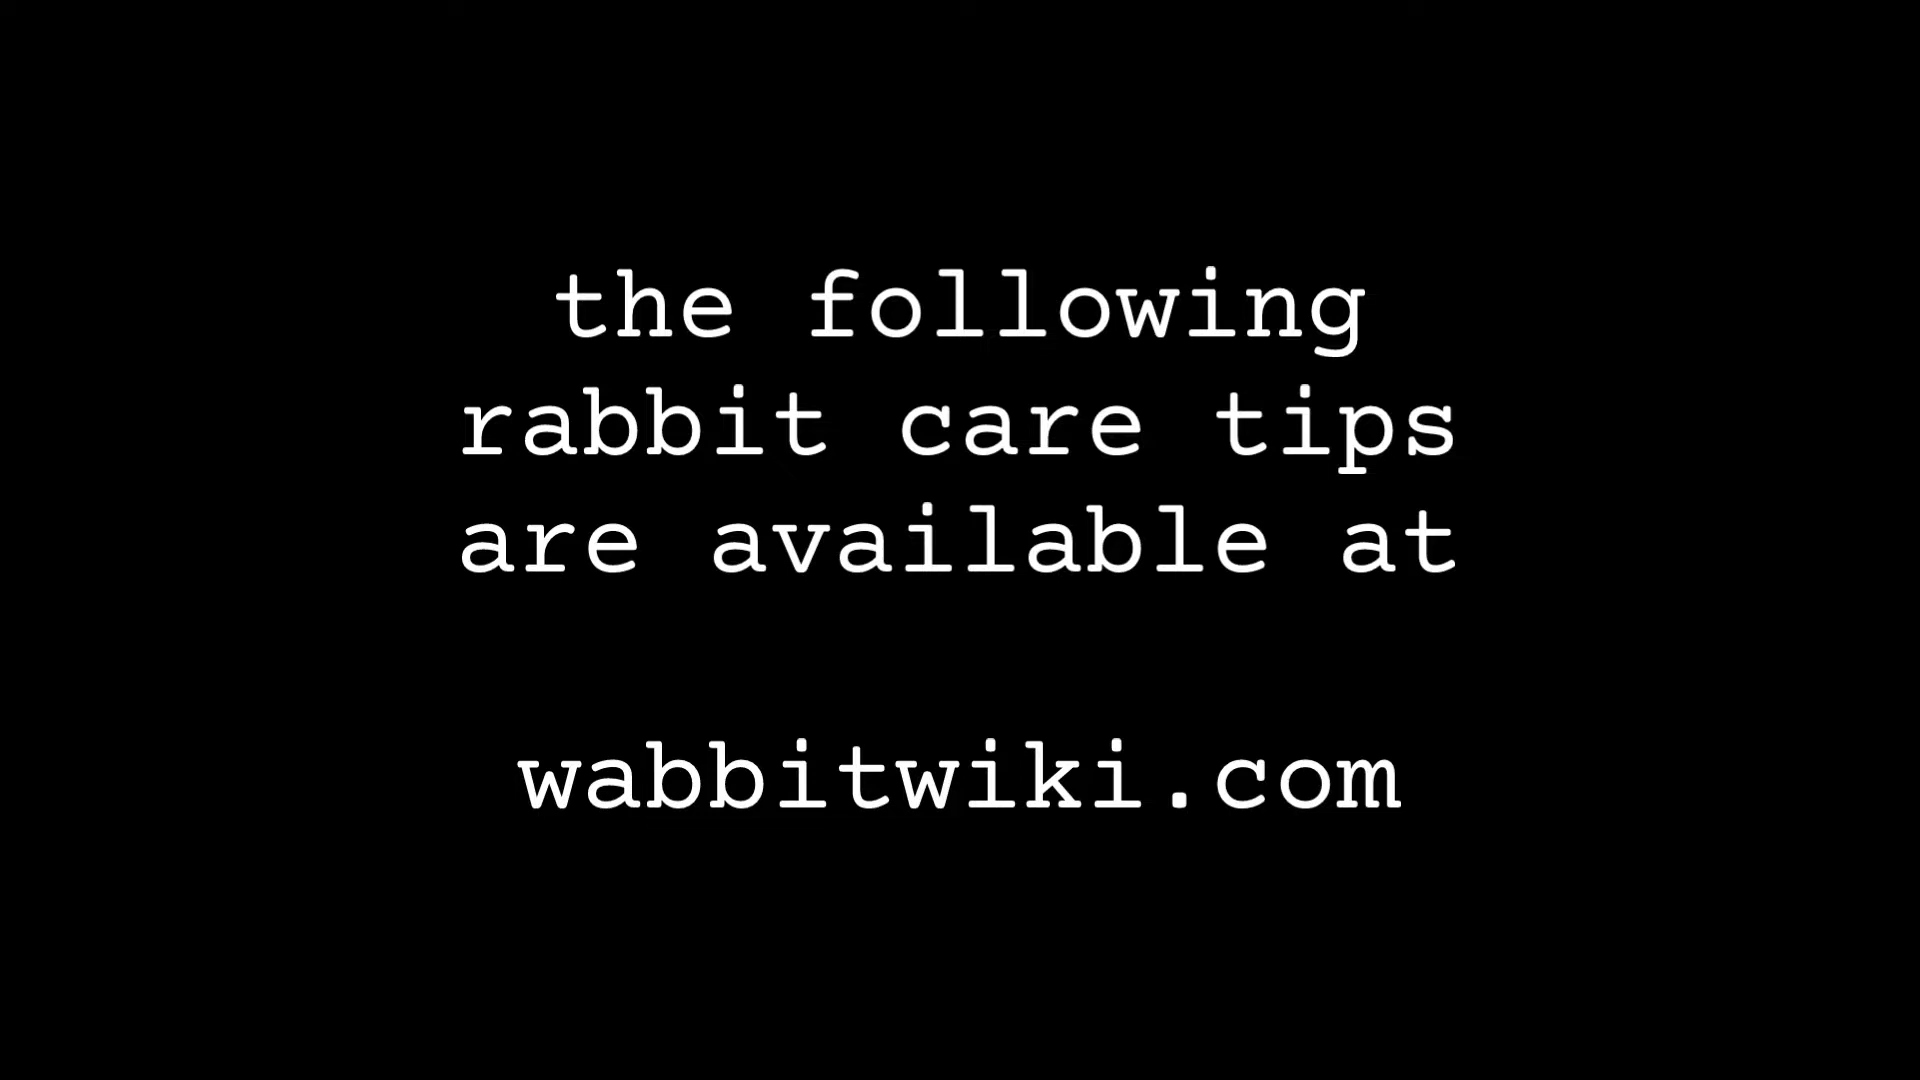 the following
rabbit care tips
are available at
wabbitwiki.com